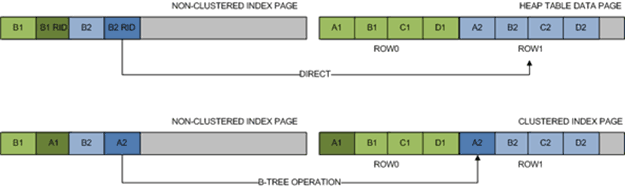 NON-CLUSTERED INDEX PAGE HEAP TABLE DATA PAGE
B1 B1 RID B2 B2 RID A1 B1 C1 D1 A2 B2 C2 D2
ROW0 ROW1
DIRECT
NON-CLUSTERED INDEX PAGE CLUSTERED INDEX PAGE
B1 A1 B2 A2 A1 B1 C1 D1 A2 B2 C2 D2
ROW0 ROW1
B-TREE OPERATION